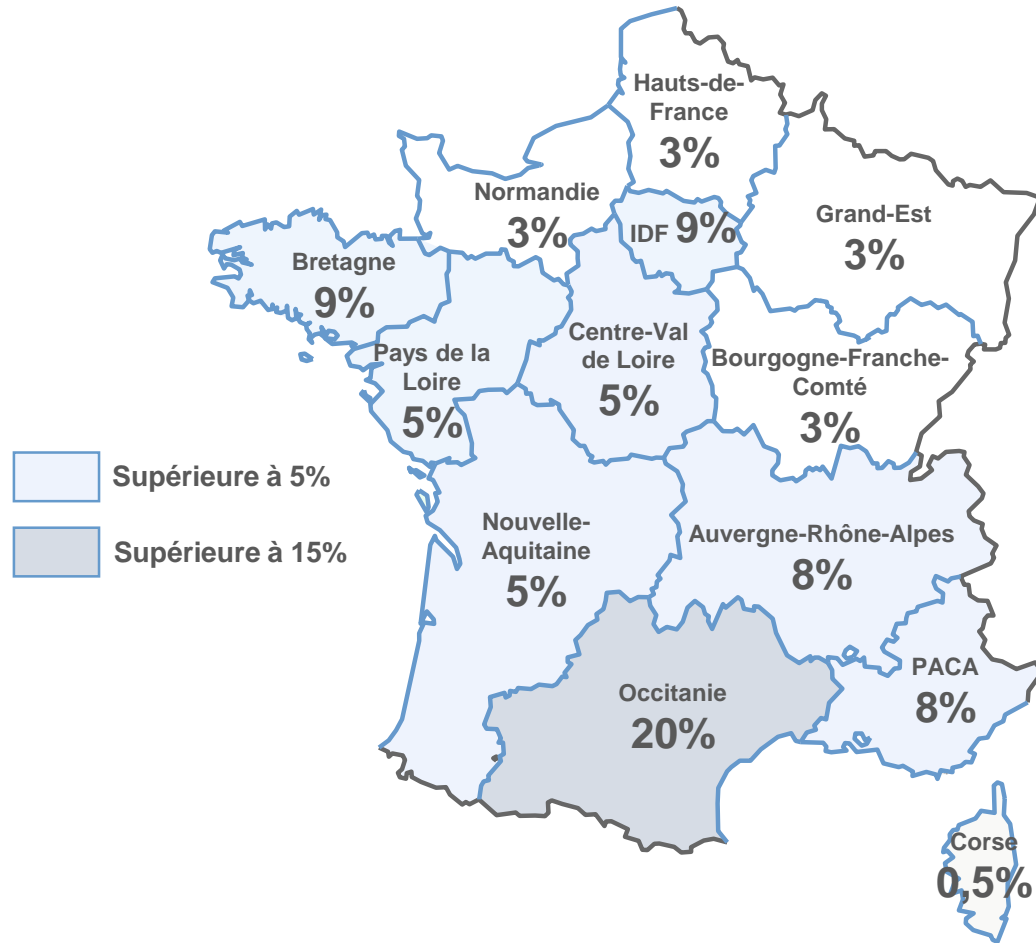 Hauts-de-
France
3%
Normandie
3%
IDF 9%
Grand-Est
3%
Bretagne
9%
Pays de la
Loire
5%
Centre-Val
de Loire
5%
Bourgogne-Franche-
Comté
3%
Supérieure à 5%
Supérieure à 15%
Nouvelle-
Aquitaine
5%
Auvergne-Rhône-Alpes
8%
PACA
8%
Occitanie
20%
Corse
0,5%